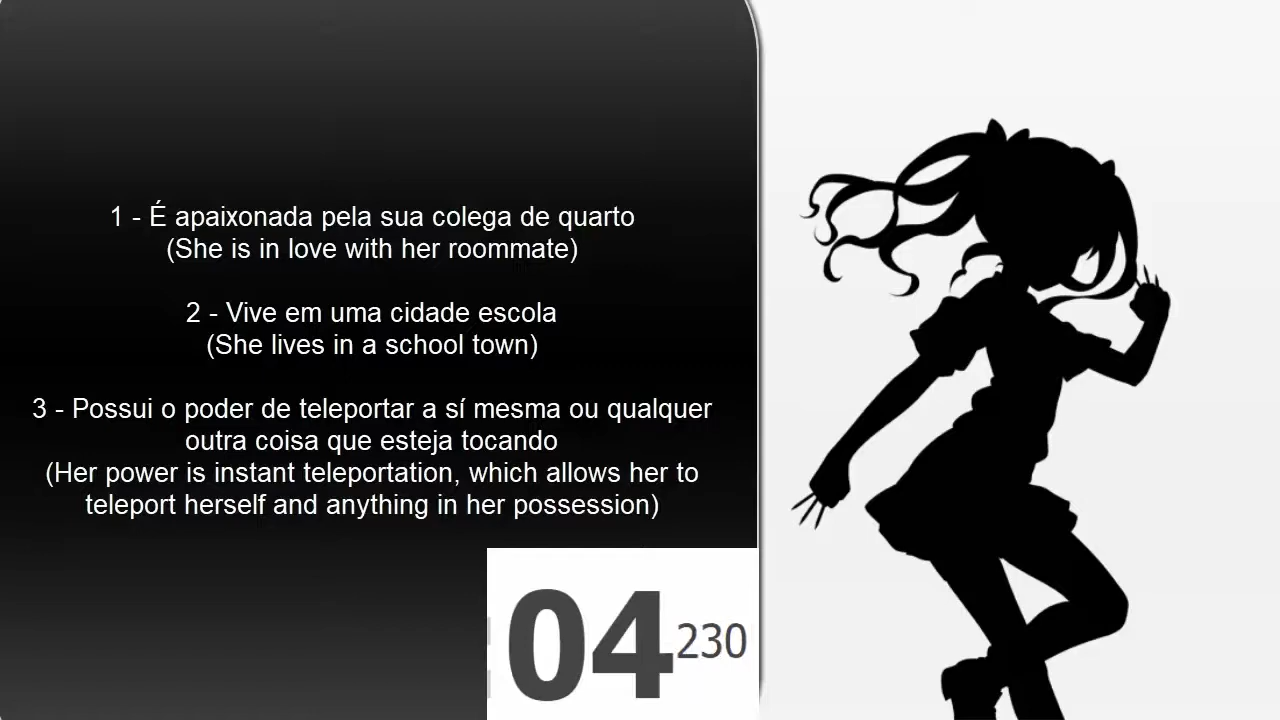 1 - É apaixonada pela sua colega de quarto
(She is in love with her roommate)
2 - Vive em uma cidade escola
(She lives in a school town)
3 - Possui o poder de teleportar a sí mesma ou qualquer
outra coisa que esteja tocando
(Her power is instant teleportation, which allows her to
teleport herself and anything in her possession)
04 230